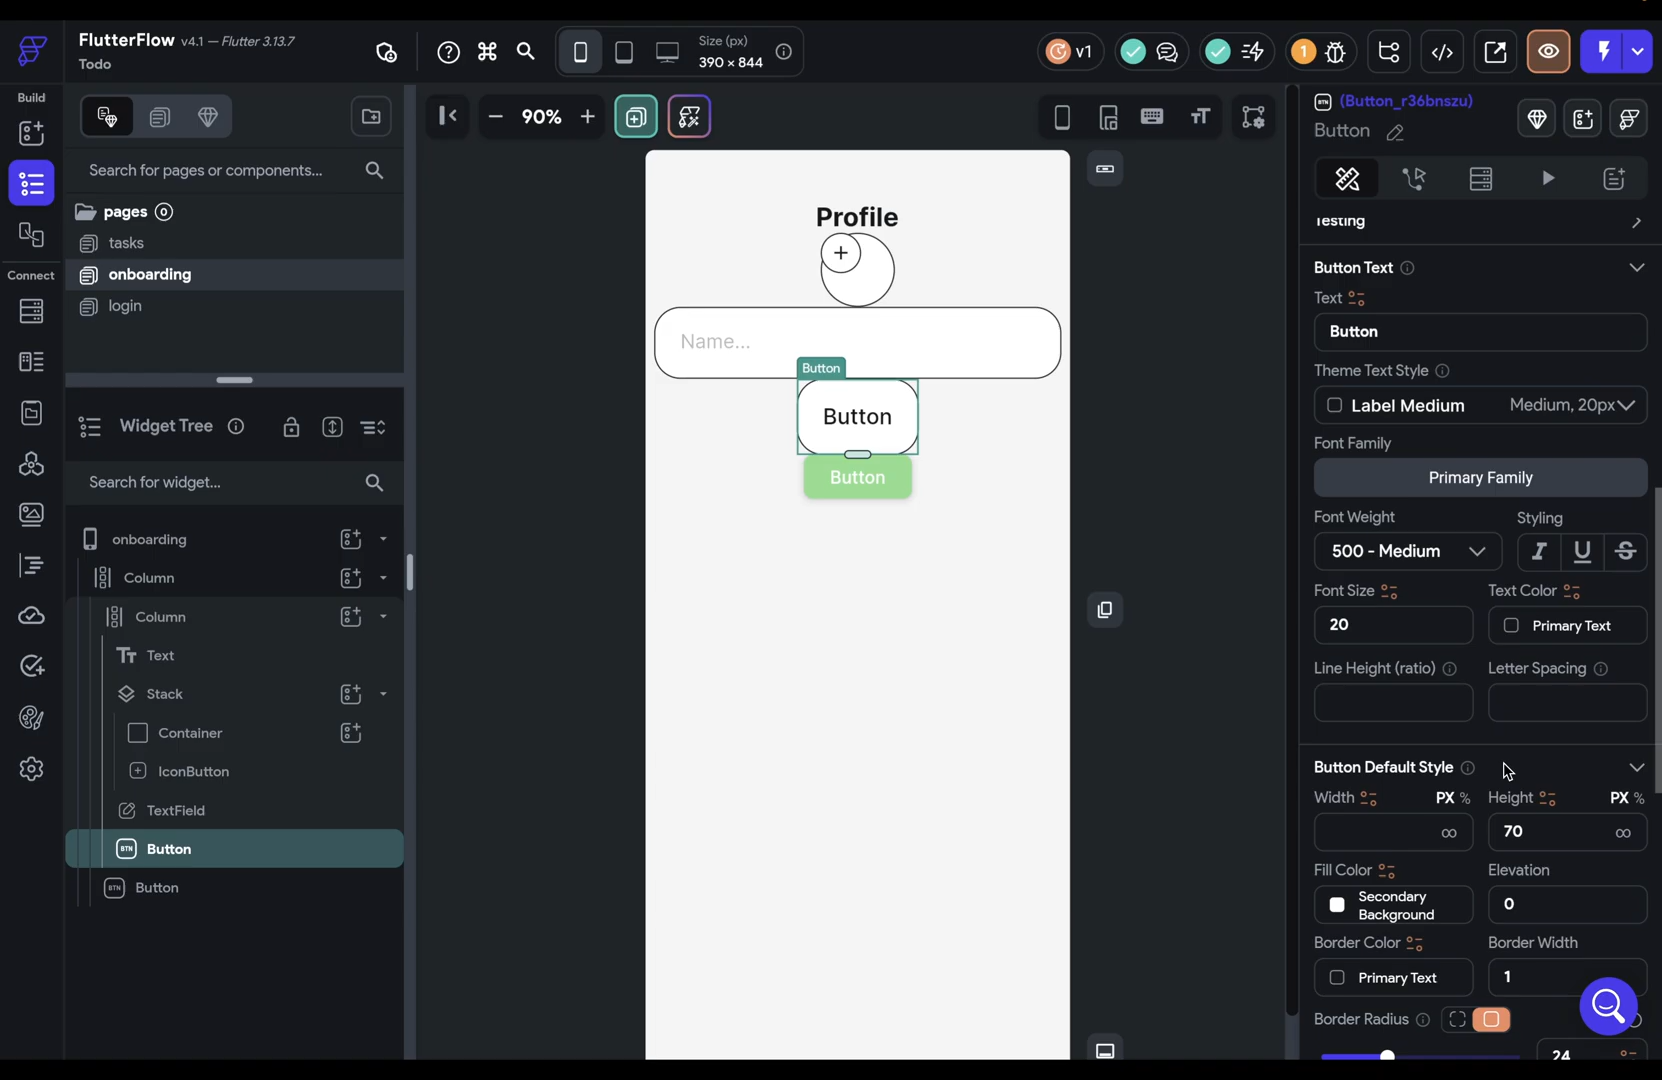 FlutterFlow v4.1 — Flutter 3.13.7
Todo
Size (px)
390 × 844
v1
1
Build
Connect
Search for pages or components...
pages 0
tasks
onboarding
login
Widget Tree
Search for widget...
onboarding
Column
Column
Text
Stack
Container
IconButton
TextField
BTN Button
BTN Button
90%
Profile
Name...
Button
Button
Button
BTN (Button_r36bnszu)
Button
Testing
Button Text
Text
Button
Theme Text Style
Label Medium Medium, 20px
Font Family
Primary Family
Font Weight Styling
500 - Medium I U S
Font Size Text Color
20 Primary Text
Line Height (ratio) Letter Spacing
Button Default Style
Width PX % Height PX %
∞ 70 ∞
Fill Color Elevation
Secondary
Background 0
Border Color Border Width
Primary Text 1
Border Radius
24